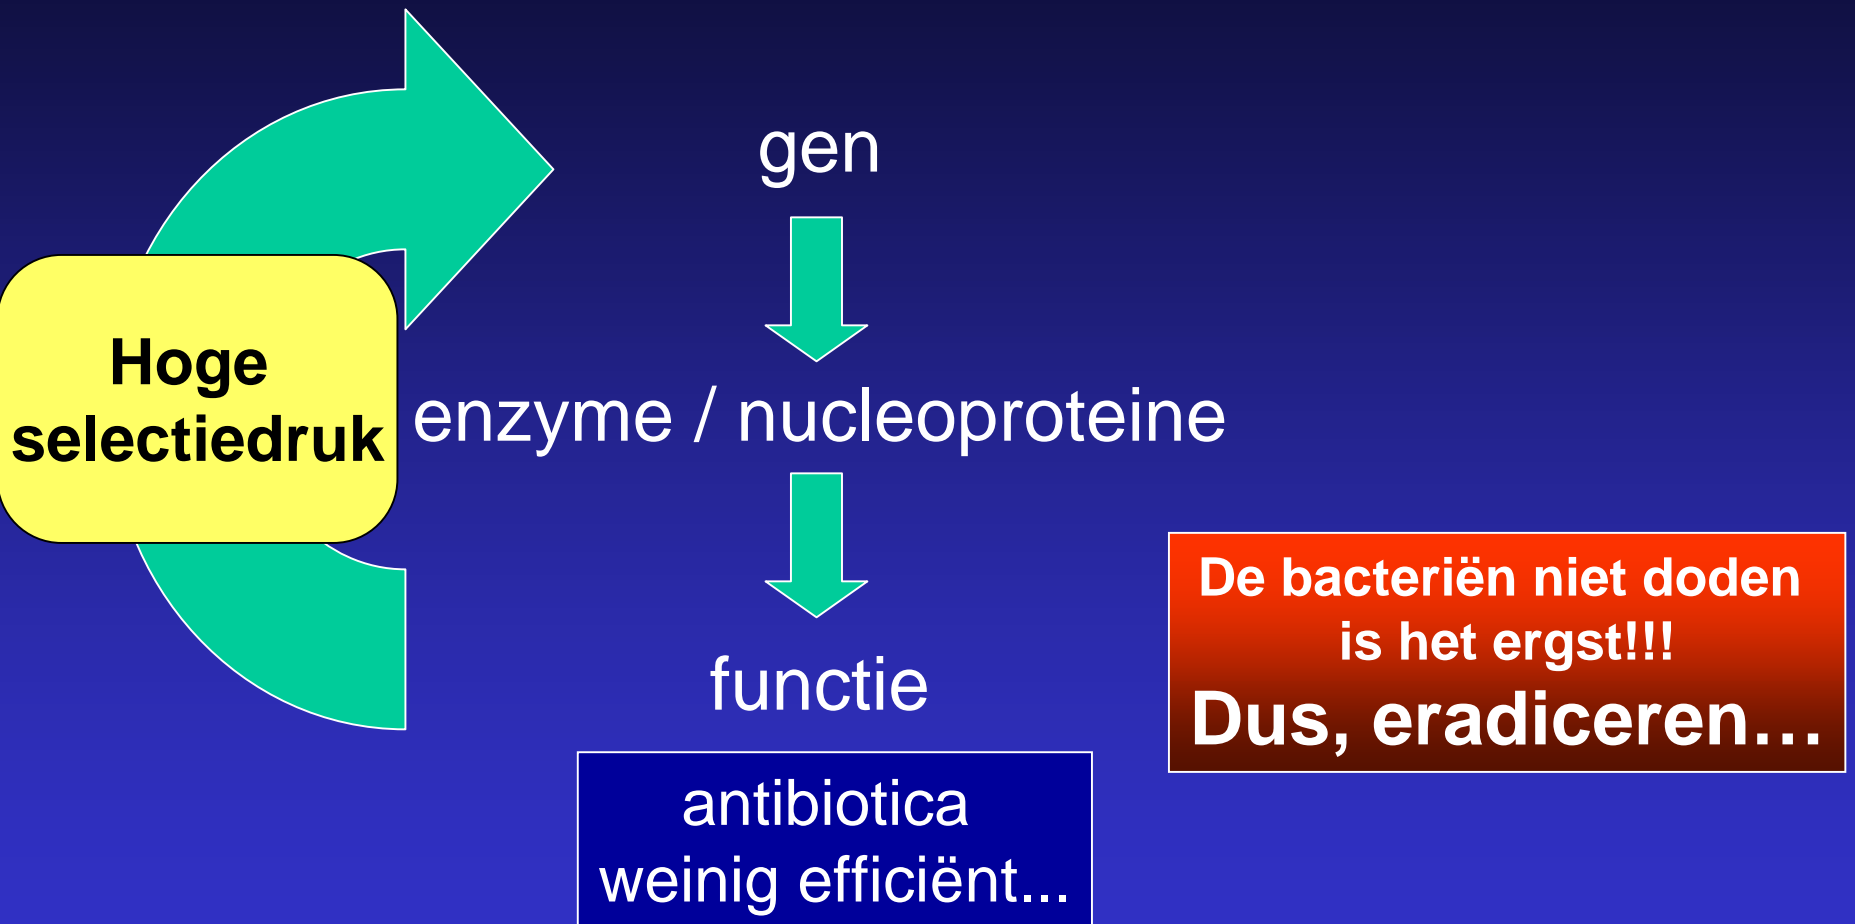 gen
Hoge
selectiedruk
enzyme / nucleoproteine
functie
antibiotica
weinig efficiënt...
De bacteriën niet doden
is het ergst!!!
Dus, eradiceren…